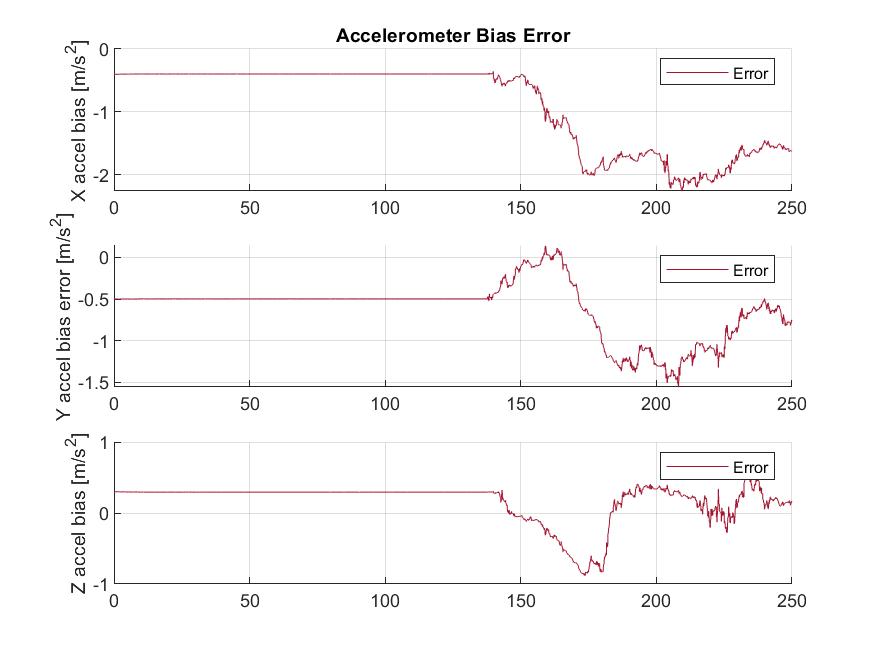 Accelerometer Bias Error
X accel bias [m/s²]
0
-1
-2
Error
0 50 100 150 200 250
Y accel bias error [m/s²]
0
-0.5
-1
-1.5
Error
0 50 100 150 200 250
Z accel bias [m/s²]
1
0
-1
Error
0 50 100 150 200 250